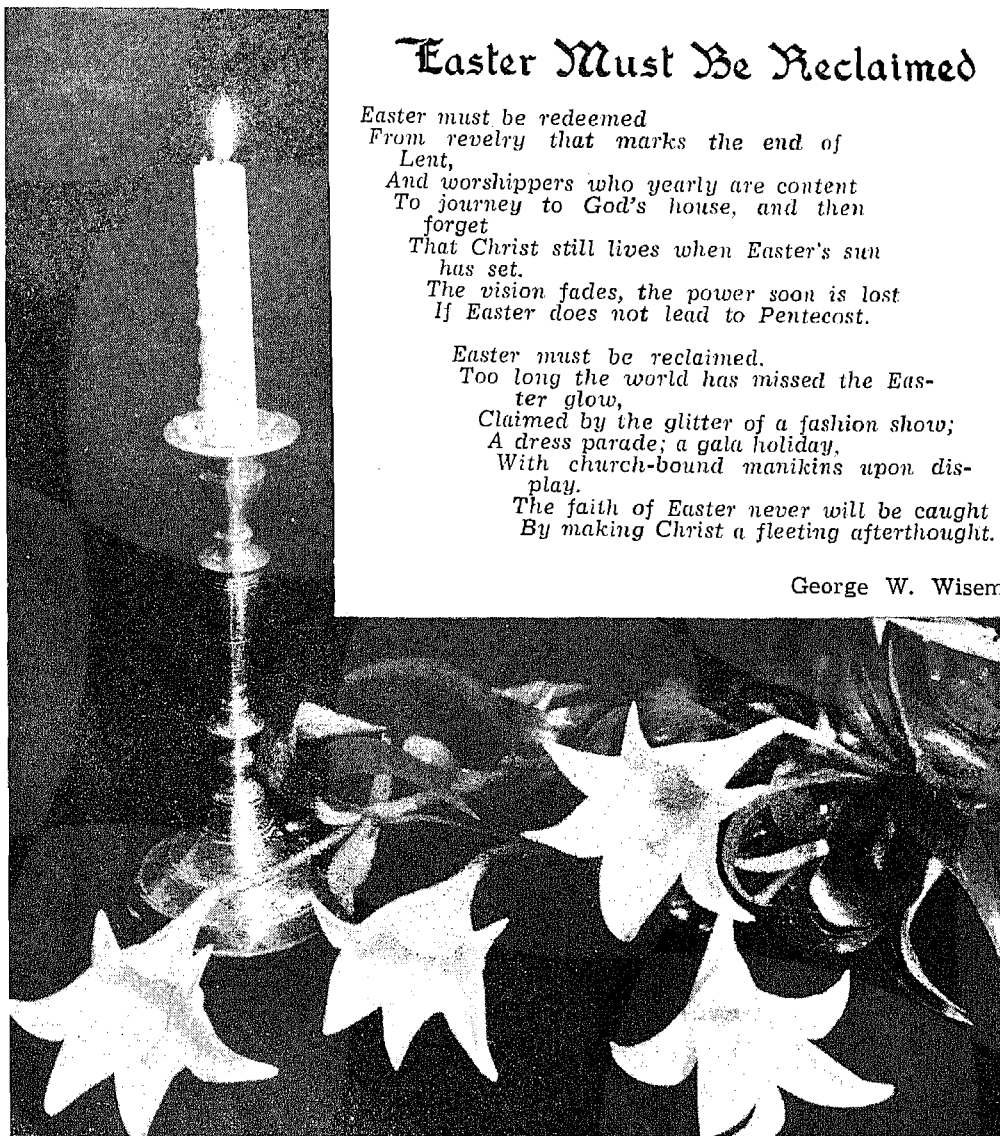 Easter Must Be Reclaimed
Easter must be redeemed
From revelry that marks the end of
Lent,
And worshippers who yearly are content
To journey to God's house, and then
forget
That Christ still lives when Easter's sun
has set.
The vision fades, the power soon is lost
If Easter does not lead to Pentecost.
Easter must be reclaimed.
Too long the world has missed the Eas-
ter glow,
Claimed by the glitter of a fashion show;
A dress parade; a gala holiday,
With church-bound manikins upon dis-
play.
The faith of Easter never will be caught
By making Christ a fleeting afterthought.
George W. Wisem